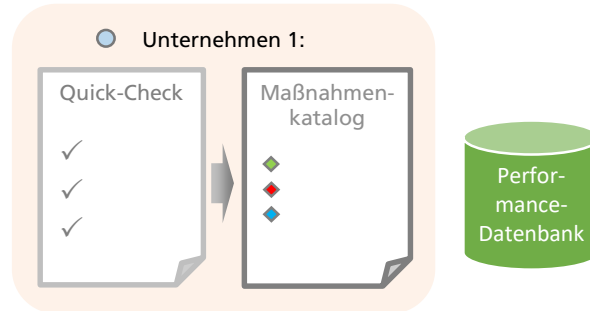 Unternehmen 1:
Quick-Check
Maßnahmen-
katalog
Perfor-
mance-
Datenbank